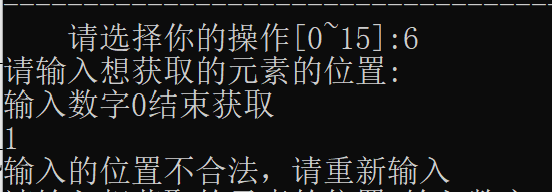 请选择你的操作[0~15]:6
请输入想获取的元素的位置:
输入数字0结束获取
1
输入的位置不合法，请重新输入